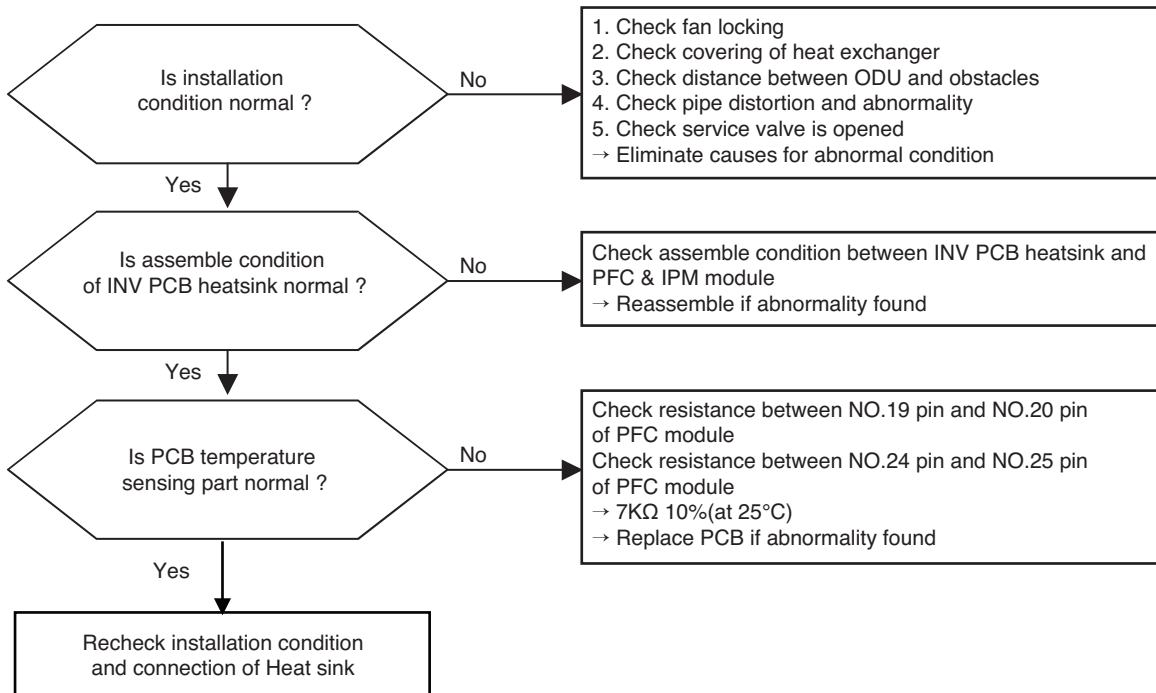 Is installation
condition normal ?
No
1. Check fan locking
2. Check covering of heat exchanger
3. Check distance between ODU and obstacles
4. Check pipe distortion and abnormality
5. Check service valve is opened
→ Eliminate causes for abnormal condition
Yes
Is assemble condition
of INV PCB heatsink normal ?
No
Check assemble condition between INV PCB heatsink and
PFC & IPM module
→ Reassemble if abnormality found
Yes
Is PCB temperature
sensing part normal ?
No
Check resistance between NO.19 pin and NO.20 pin
of PFC module
Check resistance between NO.24 pin and NO.25 pin
of PFC module
→ 7KΩ 10%(at 25°C)
→ Replace PCB if abnormality found
Yes
Recheck installation condition
and connection of Heat sink